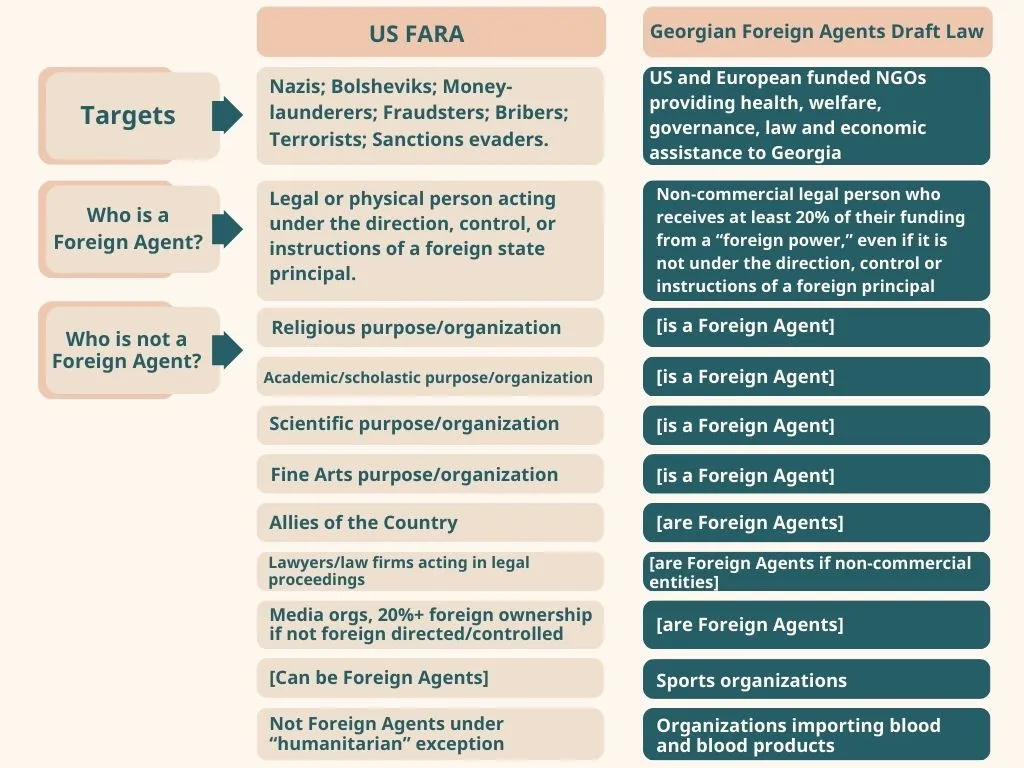 US FARA
Georgian Foreign Agents Draft Law
Targets
Nazis; Bolsheviks; Money-
launderers; Fraudsters; Bribers;
Terrorists; Sanctions evaders.
US and European funded NGOs
providing health, welfare,
governance, law and economic
assistance to Georgia
Who is a
Foreign Agent?
Legal or physical person acting
under the direction, control, or
instructions of a foreign state
principal.
Non-commercial legal person who
receives at least 20% of their funding
from a “foreign power,” even if it is
not under the direction, control or
instructions of a foreign principal
Who is not a
Foreign Agent?
Religious purpose/organization
[is a Foreign Agent]
Academic/scholastic purpose/organization
[is a Foreign Agent]
Scientific purpose/organization
[is a Foreign Agent]
Fine Arts purpose/organization
[is a Foreign Agent]
Allies of the Country
[are Foreign Agents]
Lawyers/law firms acting in legal
proceedings
[are Foreign Agents if non-commercial
entities]
Media orgs, 20%+ foreign ownership
if not foreign directed/controlled
[are Foreign Agents]
[Can be Foreign Agents]
Sports organizations
Not Foreign Agents under
“humanitarian” exception
Organizations importing blood
and blood products